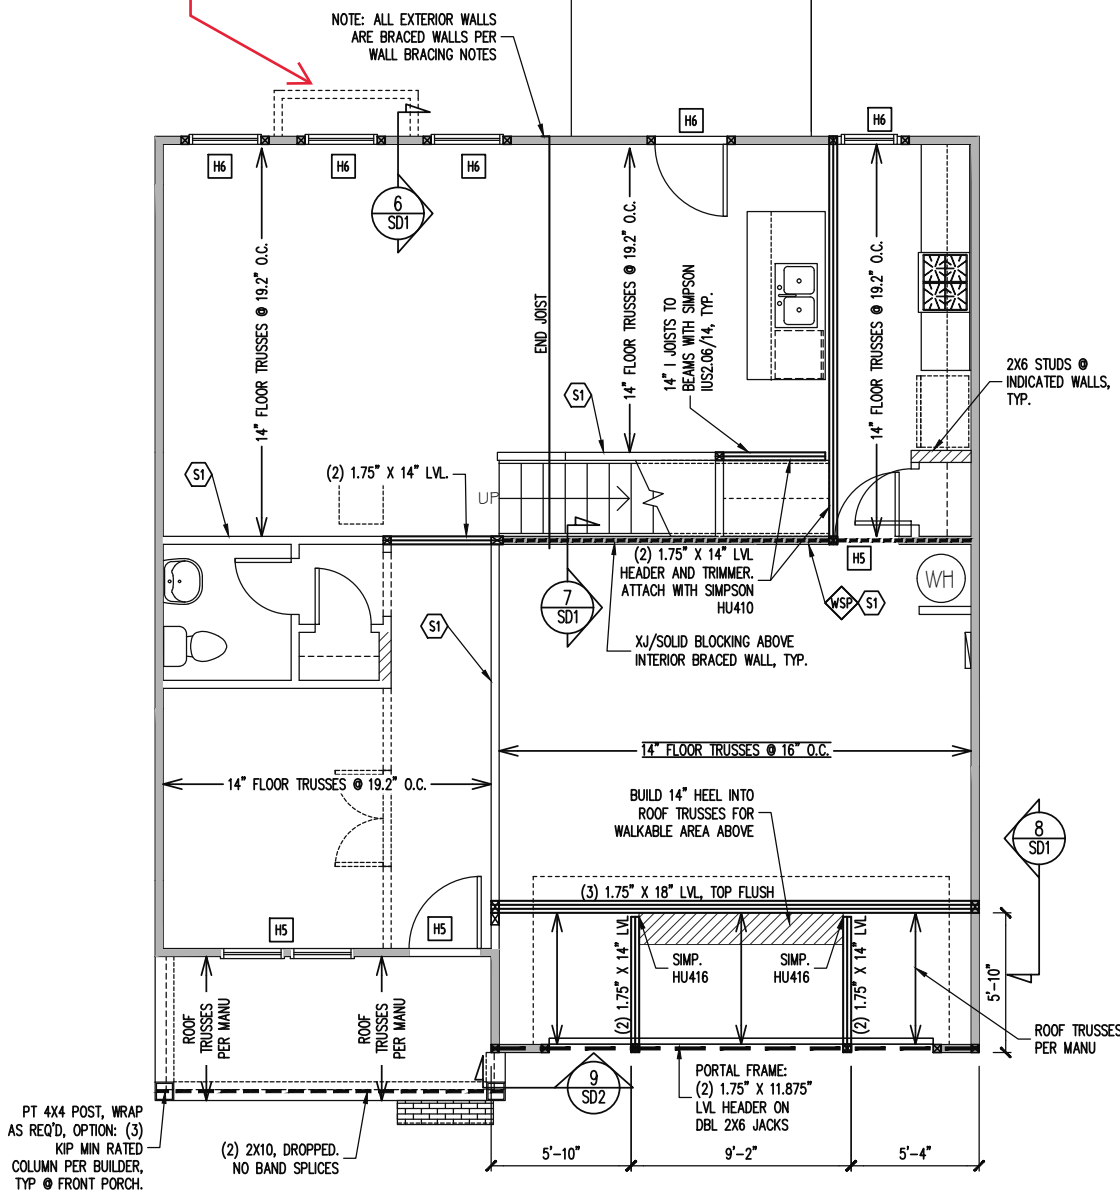 NOTE: ALL EXTERIOR WALLS
ARE BRACED WALLS PER
WALL BRACING NOTES
H6
H6
H6
H6
H6
6
SD1
14" FLOOR TRUSSES @ 19.2" O.C.
END JOIST
14" FLOOR TRUSSES @ 19.2" O.C.
14" I JOISTS TO
BEAMS WITH SIMPSON
IUS2.06/14, TYP.
14" FLOOR TRUSSES @ 19.2" O.C.
2X6 STUDS @
INDICATED WALLS,
TYP.
S1
S1
(2) 1.75" X 14" LVL.
UP
(2) 1.75" X 14" LVL
HEADER AND TRIMMER.
ATTACH WITH SIMPSON
HU410
H5
WH
7
SD1
WSP
S1
S1
XJ/SOLID BLOCKING ABOVE
INTERIOR BRACED WALL, TYP.
14" FLOOR TRUSSES @ 16" O.C.
14" FLOOR TRUSSES @ 19.2" O.C.
BUILD 14" HEEL INTO
ROOF TRUSSES FOR
WALKABLE AREA ABOVE
8
SD1
(3) 1.75" X 18" LVL, TOP FLUSH
H5
H5
(2) 1.75" X 14" LVL
SIMP.
HU416
SIMP.
HU416
(2) 1.75" X 14" LVL
5'-10"
ROOF
TRUSSES
PER MANU
ROOF
TRUSSES
PER MANU
ROOF TRUSSES
PER MANU
9
SD2
PORTAL FRAME:
(2) 1.75" X 11.875"
LVL HEADER ON
DBL 2X6 JACKS
PT 4X4 POST, WRAP
AS REQ'D, OPTION: (3)
KIP MIN RATED
COLUMN PER BUILDER,
TYP @ FRONT PORCH.
(2) 2X10, DROPPED.
NO BAND SPLICES
5'-10"
9'-2"
5'-4"